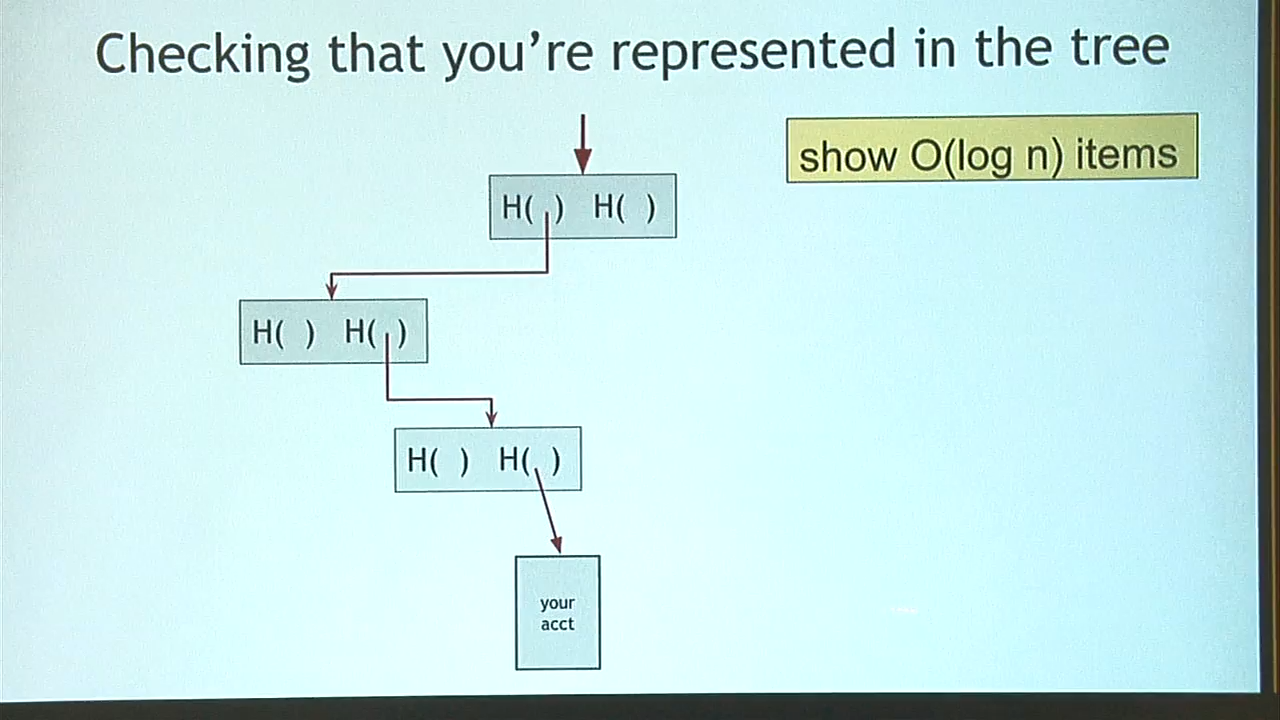 Checking that you're represented in the tree
show O(log n) items
H( ) H( )
H( ) H( )
H( ) H( )
your
acct